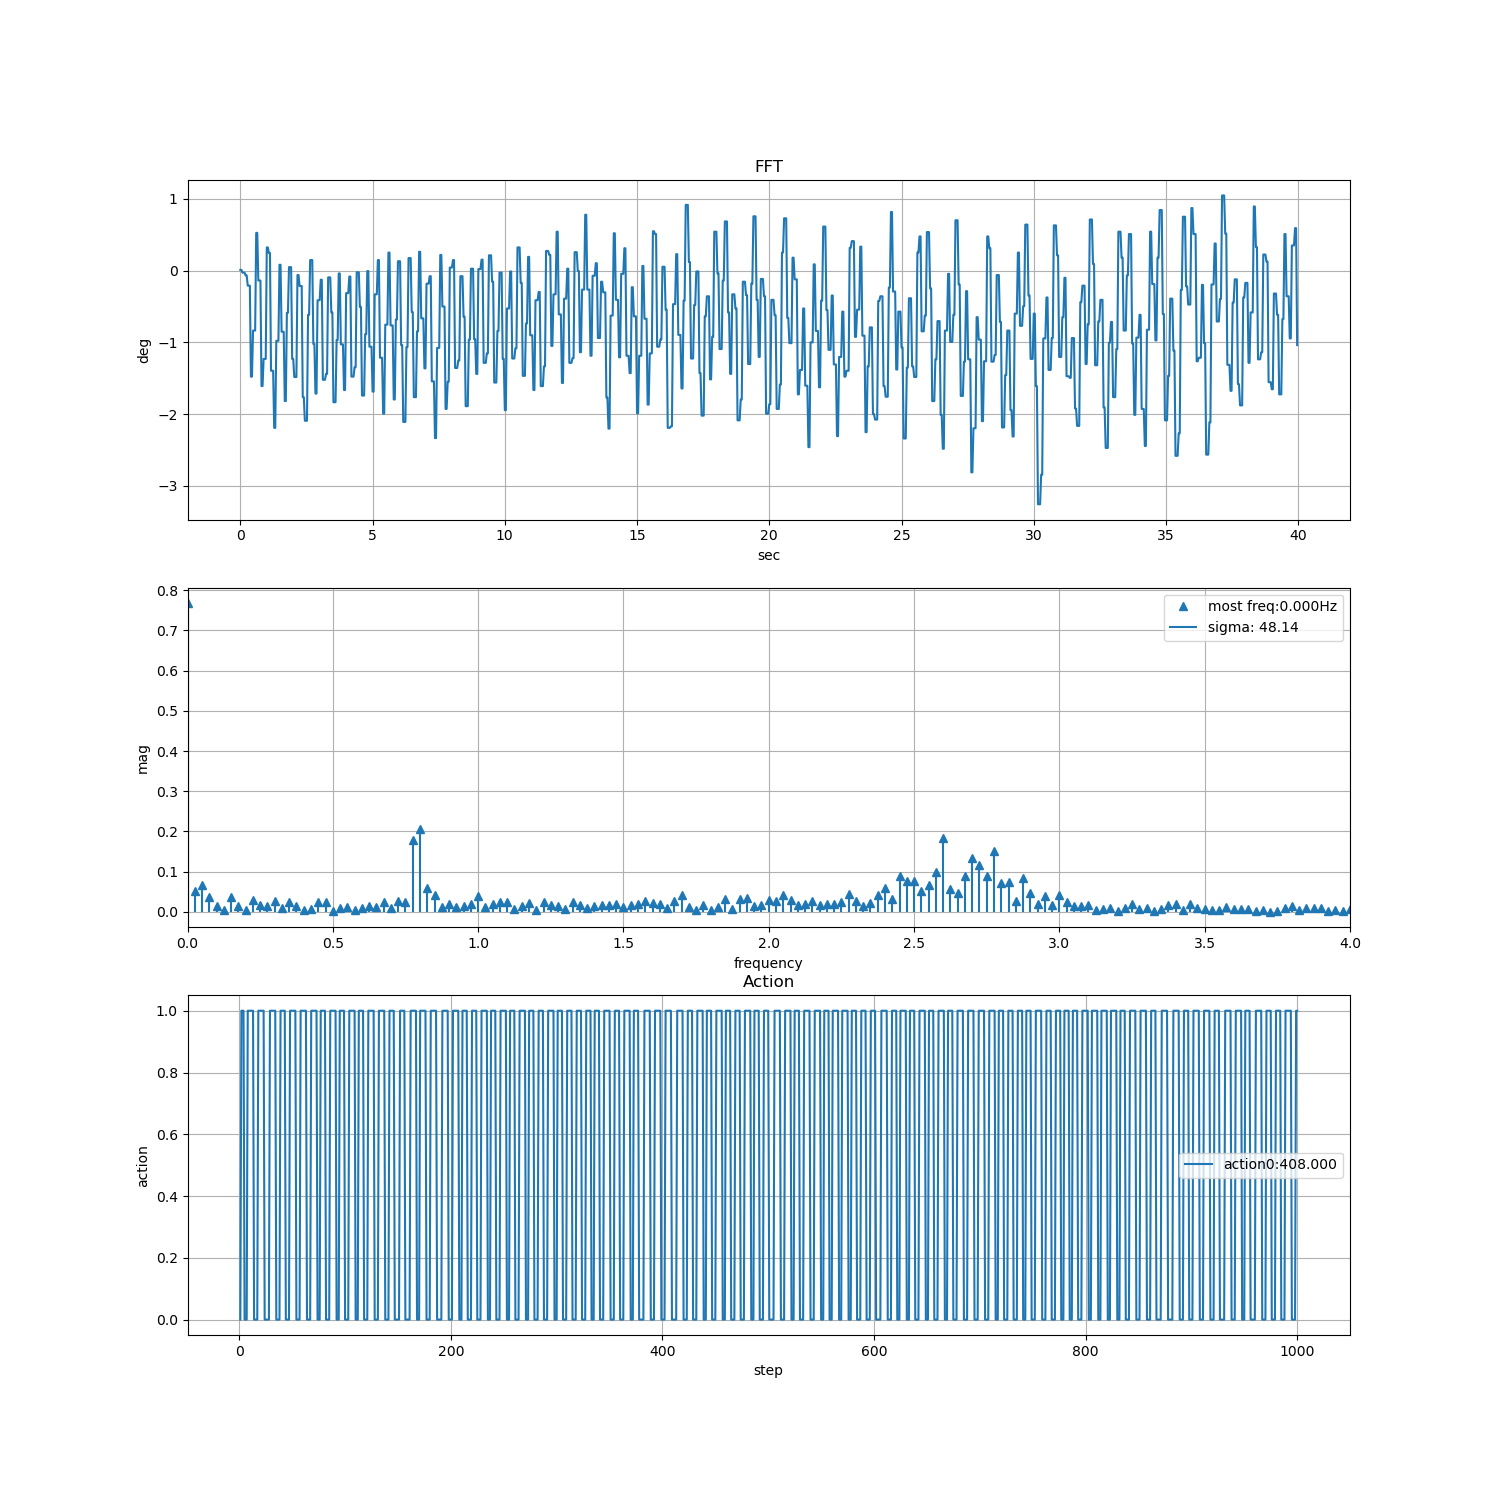 FFT
1
0
−1
−2
−3
deg
0 5 10 15 20 25 30 35 40
sec
0.8
0.7
0.6
0.5
0.4
0.3
0.2
0.1
0.0
mag
most freq:0.000Hz
sigma: 48.14
0.0 0.5 1.0 1.5 2.0 2.5 3.0 3.5 4.0
frequency
Action
1.0
0.8
0.6
0.4
0.2
0.0
action
action0:408.000
0 200 400 600 800 1000
step